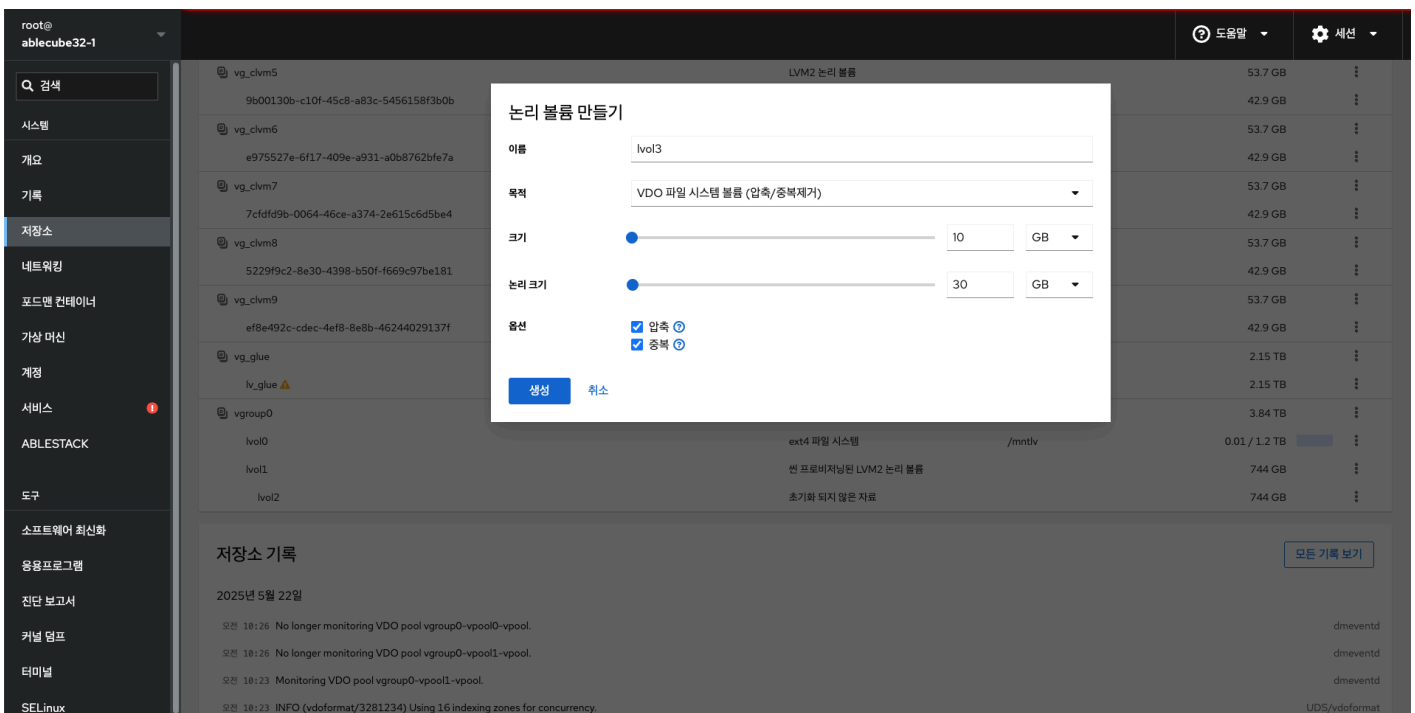 root@
ablecube32-1
도움말
세션
검색
시스템
개요
기록
저장소
네트워킹
포드맨 컨테이너
가상 머신
계정
서비스
ABLESTACK
도구
소프트웨어 최신화
응용프로그램
진단 보고서
커널 덤프
터미널
SELinux
vg_clvm5 LVM2 논리 볼륨 53.7 GB
9b00130b-c10f-45c8-a83c-5456158f3b0b 42.9 GB
vg_clvm6 53.7 GB
e975527e-6f17-409e-a931-a0b8762bfe7a 42.9 GB
vg_clvm7 53.7 GB
7cfdfd9b-0064-46ce-a374-2e615c6d5be4 42.9 GB
vg_clvm8 53.7 GB
5229f9c2-8e30-4398-b50f-f669c97be181 42.9 GB
vg_clvm9 53.7 GB
ef8e492c-cdec-4ef8-8e8b-46244029137f 42.9 GB
vg_glue 2.15 TB
lv_glue 2.15 TB
vgroup0 3.84 TB
lvol0 ext4 파일 시스템 /mntlv 0.01 / 1.2 TB
lvol1 씬 프로비저닝된 LVM2 논리 볼륨 744 GB
lvol2 초기화 되지 않은 자료 744 GB
논리 볼륨 만들기
이름 lvol3
목적 VDO 파일 시스템 볼륨 (압축/중복제거)
크기 10 GB
논리 크기 30 GB
옵션 압축
중복
생성 취소
저장소 기록 모든 기록 보기
2025년 5월 22일
오전 10:26 No longer monitoring VDO pool vgroup0-vpool0-vpool. dmeventd
오전 10:26 No longer monitoring VDO pool vgroup0-vpool1-vpool. dmeventd
오전 10:23 Monitoring VDO pool vgroup0-vpool1-vpool. dmeventd
오전 10:23 INFO (vdoformat/3281234) Using 16 indexing zones for concurrency. UDS/vdoformat